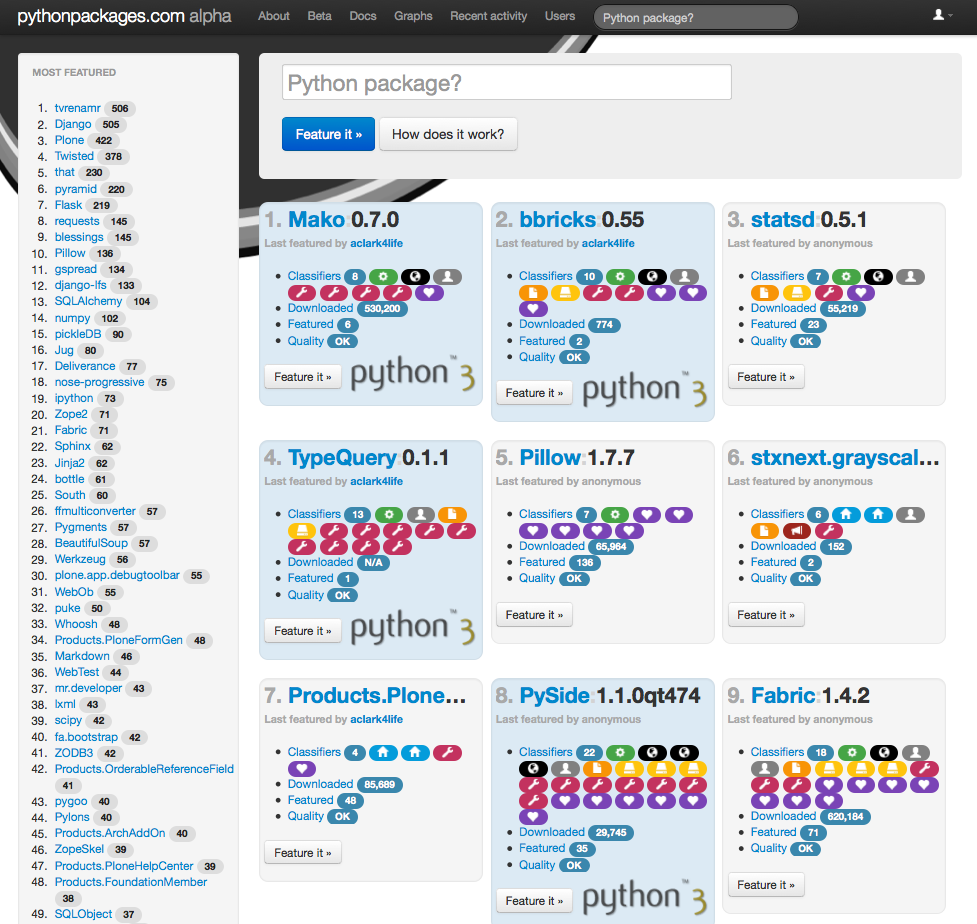 pythonpackages.com alpha About Beta Docs Graphs Recent activity Users Python package?
MOST FEATURED
1. tvrenamr 506
2. Django 505
3. Plone 422
4. Twisted 378
5. that 230
6. pyramid 220
7. Flask 219
8. requests 145
9. blessings 145
10. Pillow 136
11. gspread 134
12. django-lfs 133
13. SQLAlchemy 104
14. numpy 102
15. pickleDB 90
16. Jug 80
17. Deliverance 77
18. nose-progressive 75
19. ipython 73
20. Zope2 71
21. Fabric 71
22. Sphinx 62
23. Jinja2 62
24. bottle 61
25. South 60
26. ffmulticonverter 57
27. Pygments 57
28. BeautifulSoup 57
29. Werkzeug 56
30. plone.app.debugtoolbar 55
31. WebOb 55
32. puke 50
33. Whoosh 48
34. Products.PloneFormGen 48
35. Markdown 46
36. WebTest 44
37. mr.developer 43
38. lxml 43
39. scipy 42
40. fa.bootstrap 42
41. ZODB3 42
42. Products.OrderableReferenceField
41
43. pygoo 40
44. Pylons 40
45. Products.ArchAddOn 40
46. ZopeSkel 39
47. Products.PloneHelpCenter 39
48. Products.FoundationMember
38
49. SQLObject 37
Python package?
Feature it » How does it work?
1. Mako:0.7.0
Last featured by aclark4life
Classifiers 8
Downloaded 530,200
Featured 6
Quality OK
Feature it » python™ 3
2. bbricks:0.55
Last featured by aclark4life
Classifiers 10
Downloaded 774
Featured 2
Quality OK
Feature it » python™ 3
3. statsd:0.5.1
Last featured by anonymous
Classifiers 7
Downloaded 55,219
Featured 23
Quality OK
Feature it »
4. TypeQuery:0.1.1
Last featured by aclark4life
Classifiers 13
Downloaded N/A
Featured 1
Quality OK
Feature it » python™ 3
5. Pillow:1.7.7
Last featured by anonymous
Classifiers 7
Downloaded 65,964
Featured 136
Quality OK
Feature it »
6. stxnext.grayscal...
Last featured by anonymous
Classifiers 6
Downloaded 152
Featured 2
Quality OK
Feature it »
7. Products.Plone...
Last featured by aclark4life
Classifiers 4
Downloaded 85,689
Featured 48
Quality OK
Feature it »
8. PySide:1.1.0qt474
Last featured by anonymous
Classifiers 22
Downloaded 29,745
Featured 35
Quality OK
Feature it » python™ 3
9. Fabric:1.4.2
Last featured by anonymous
Classifiers 18
Downloaded 620,184
Featured 71
Quality OK
Feature it »